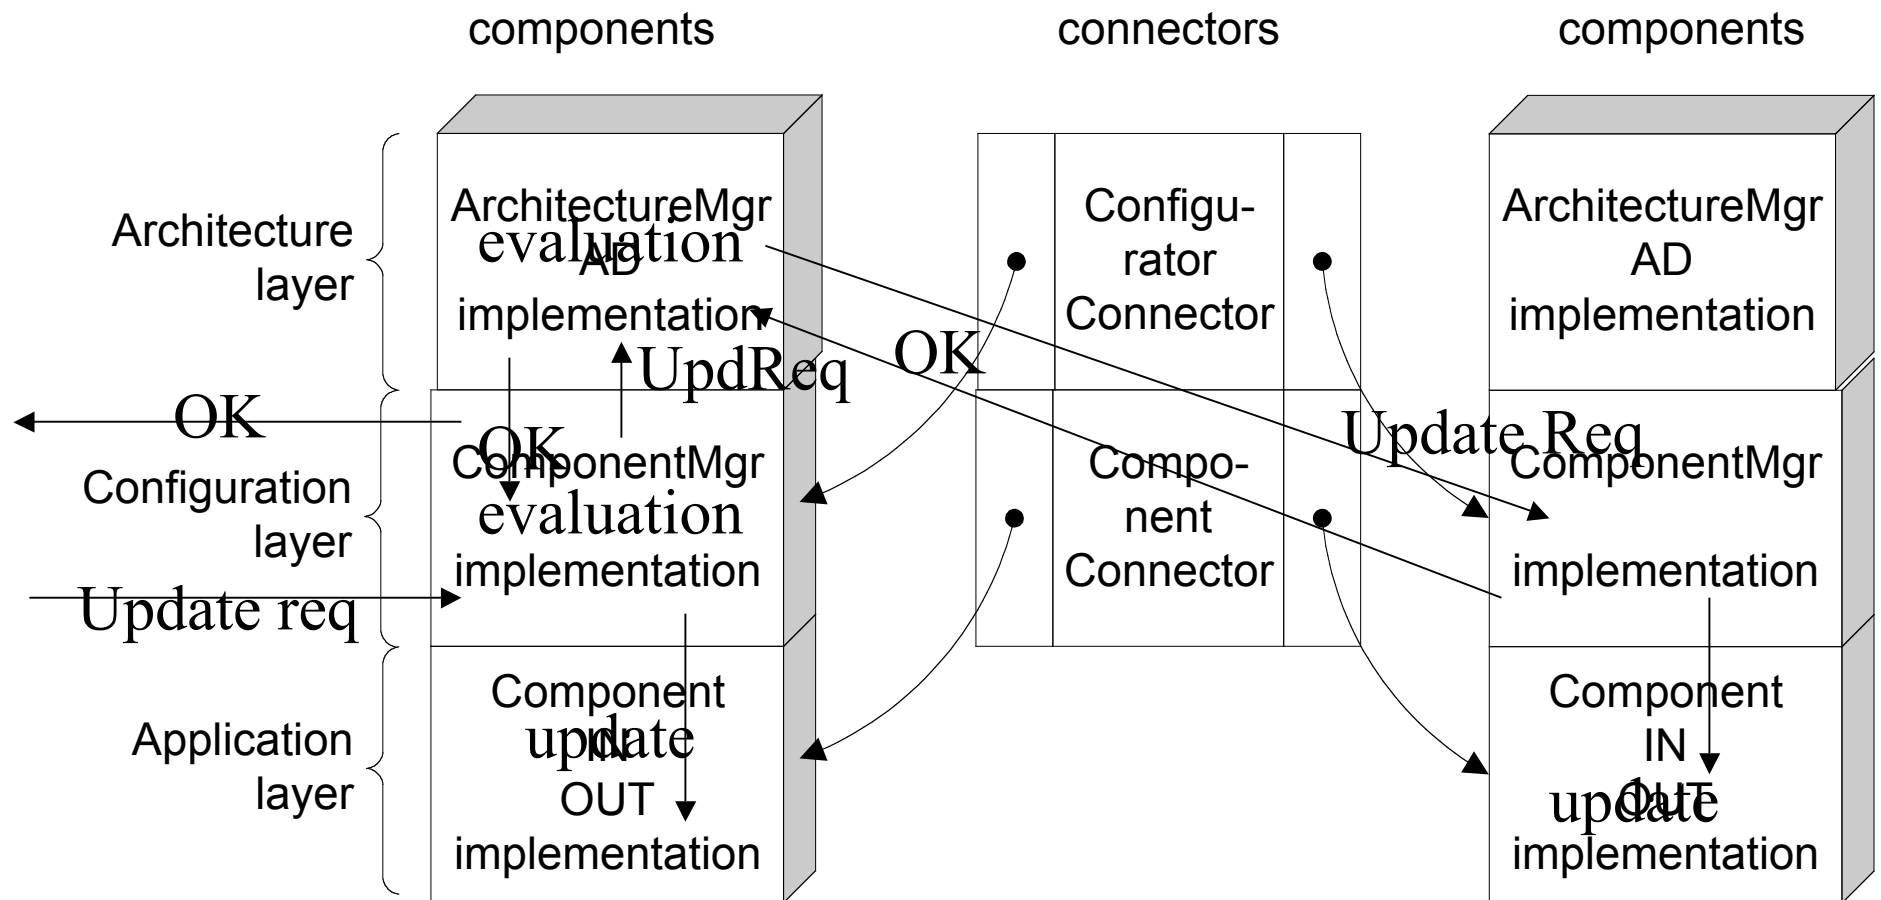 components
connectors
components
Architecture
layer
ArchitectureMgr
evaluation
AD
implementation
Configu-
rator
Connector
ArchitectureMgr
AD
implementation
UpdReq
OK
OK
OK
Update Req
Configuration
layer
ComponentMgr
evaluation
implementation
Compo-
nent
Connector
ComponentMgr
implementation
Update req
Application
layer
Component
IN
update
OUT
implementation
Component
IN
OUT
update
implementation